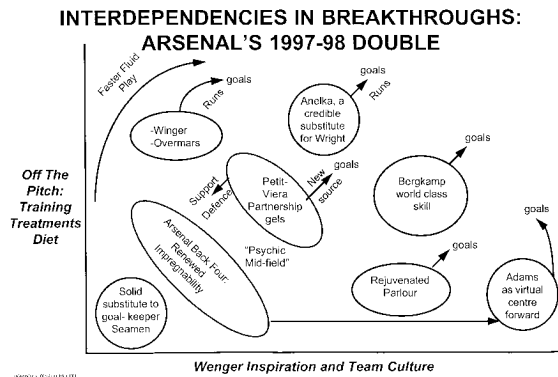 INTERDEPENDENCIES IN BREAKTHROUGHS:
ARSENAL'S 1997-98 DOUBLE
Faster Fluid
Play
goals
Runs
-Winger
-Overmars
goals
Runs
Anelka, a
credible
substitute
for Wright
goals
Off The
Pitch:
Training
Treatments
Diet
Support
Defence
Petit-
Viera
Partnership
gels
goals
New
source
Bergkamp
world class
skill
goals
Arsenal Back Four:
Renewed
Impregnability
"Psychic
Mid-field"
goals
Solid
substitute to
goal- keeper
Seamen
Rejuvenated
Parlour
Adams
as virtual
centre
forward
Wenger Inspiration and Team Culture